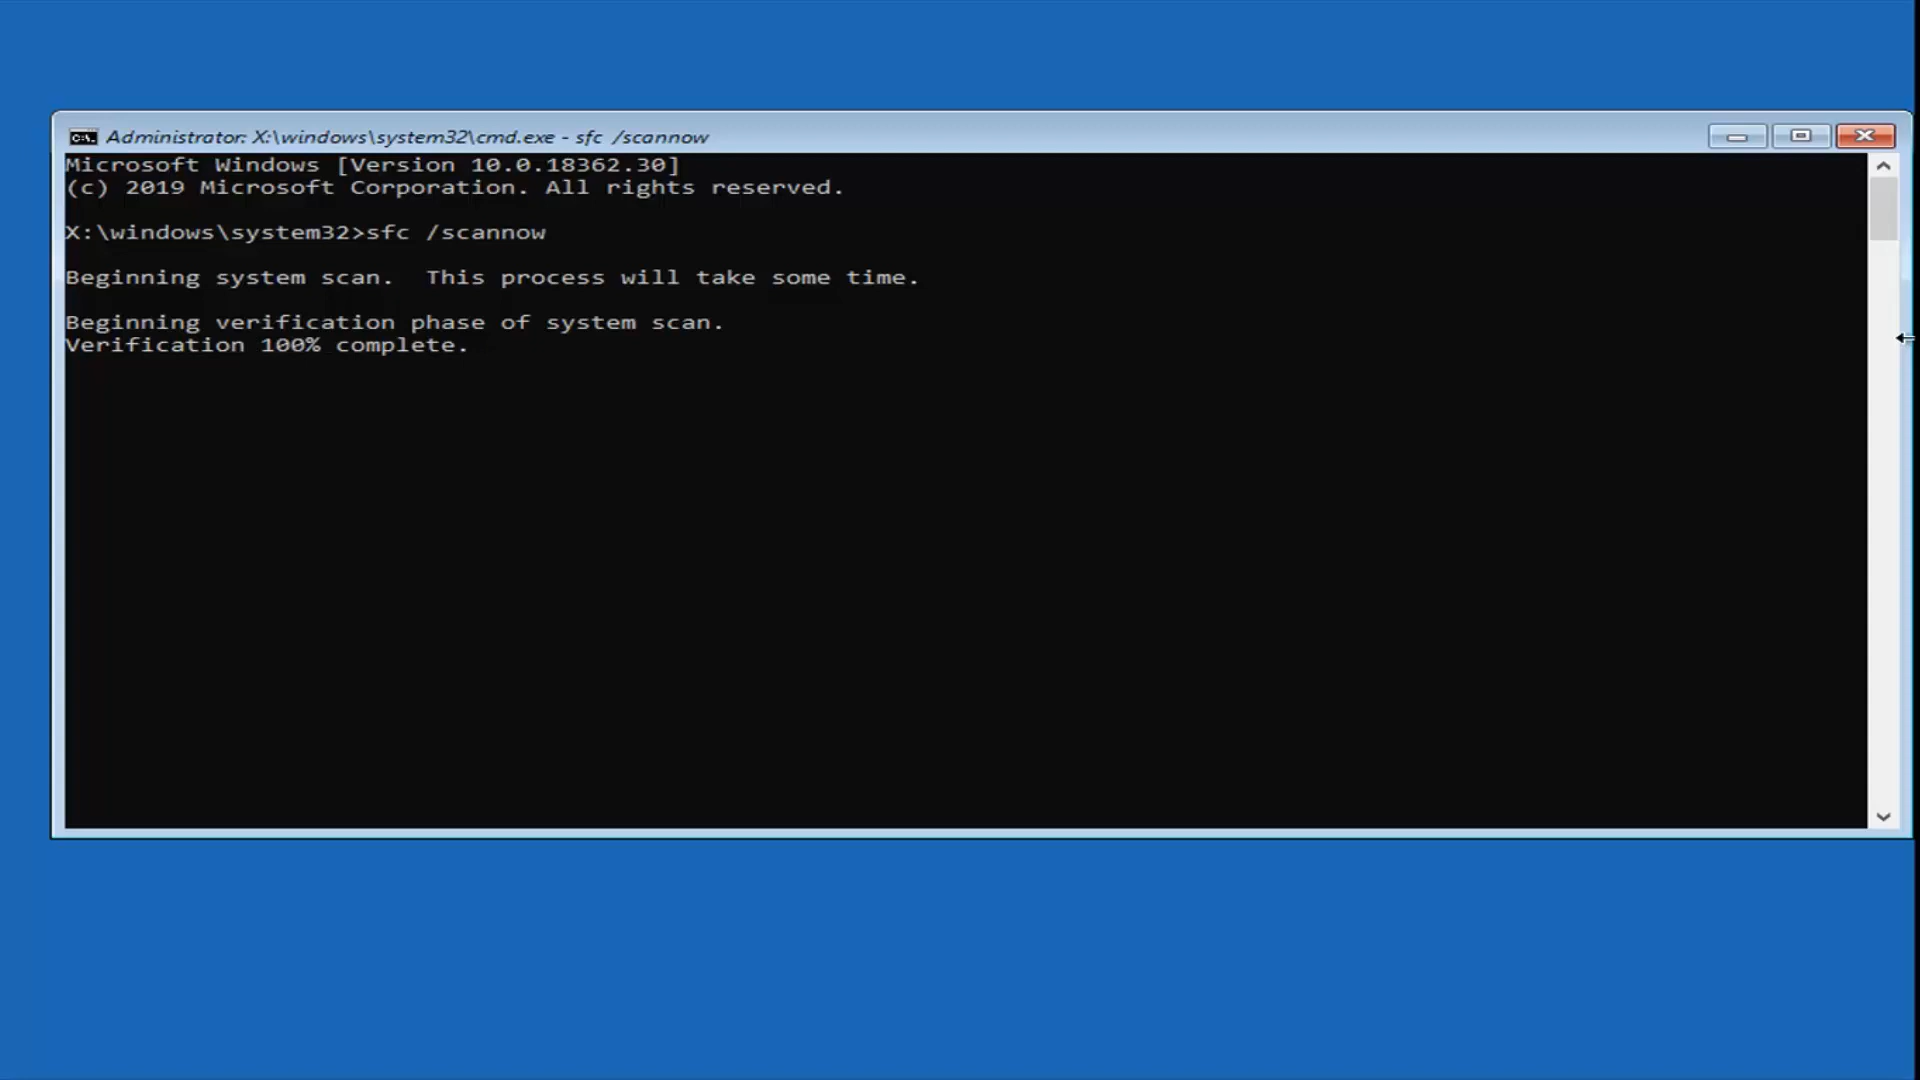 Administrator: X:\windows\system32\cmd.exe - sfc /scannow
Microsoft Windows [Version 10.0.18362.30]
(c) 2019 Microsoft Corporation. All rights reserved.
X:\windows\system32>sfc /scannow
Beginning system scan.  This process will take some time.
Beginning verification phase of system scan.
Verification 100% complete.